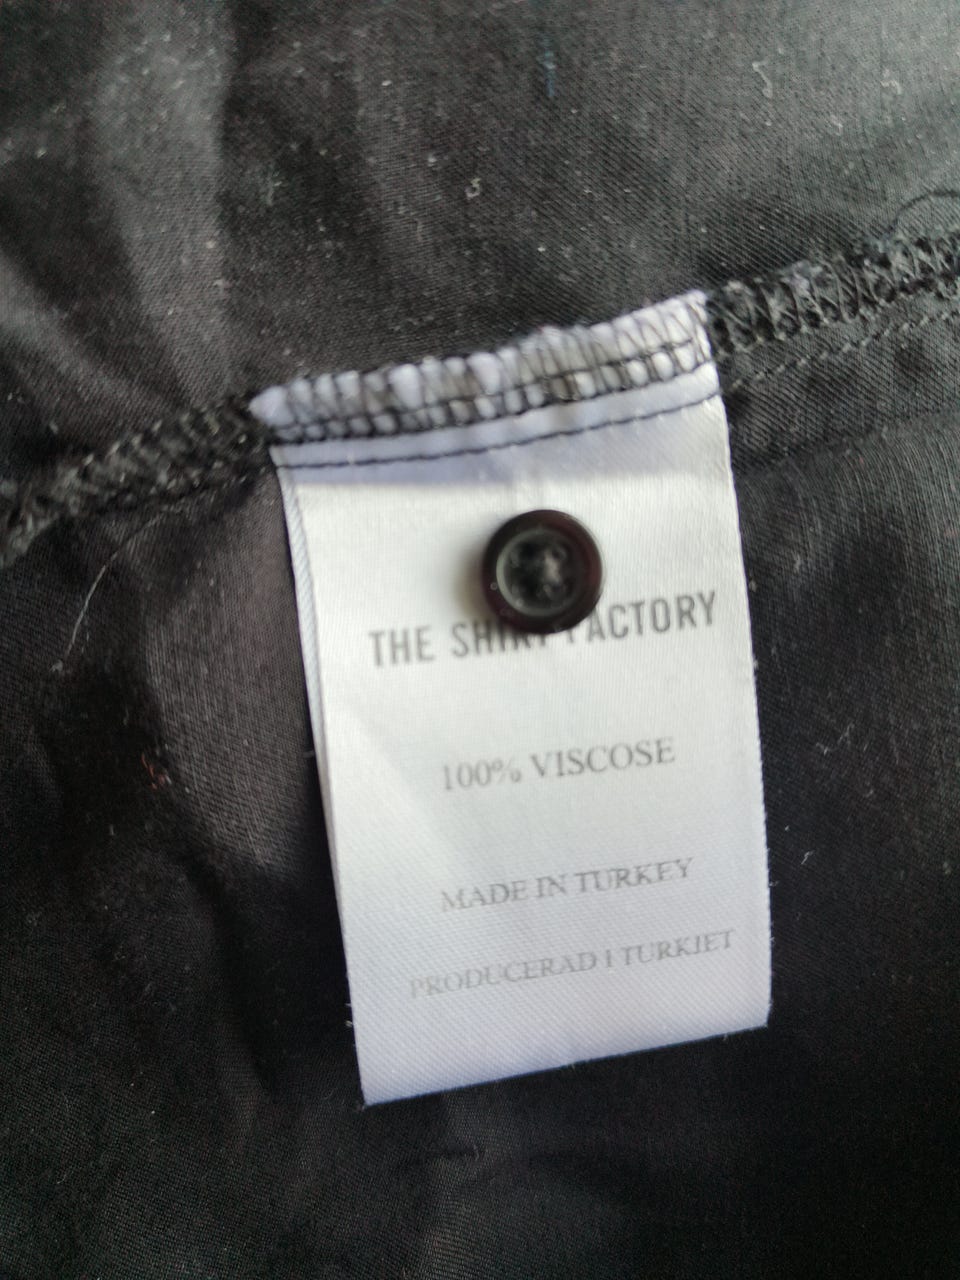 THE SHIRT FACTORY
100% VISCOSE
MADE IN TURKEY
PRODUCERAD I TURKIET